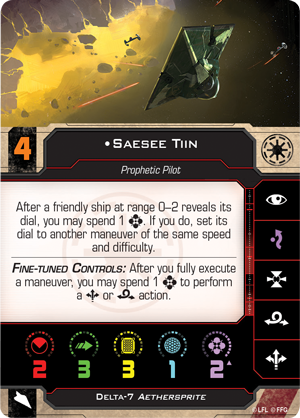 4
•Saesee Tiin
Prophetic Pilot
After a friendly ship at range 0–2 reveals its
dial, you may spend 1 . If you do, set its
dial to another maneuver of the same speed
and difficulty.
Fine-tuned Controls: After you fully execute
a maneuver, you may spend 1 to perform
a or action.
2 3 3 1 2
Delta-7 Aethersprite
©LFL ©FFG